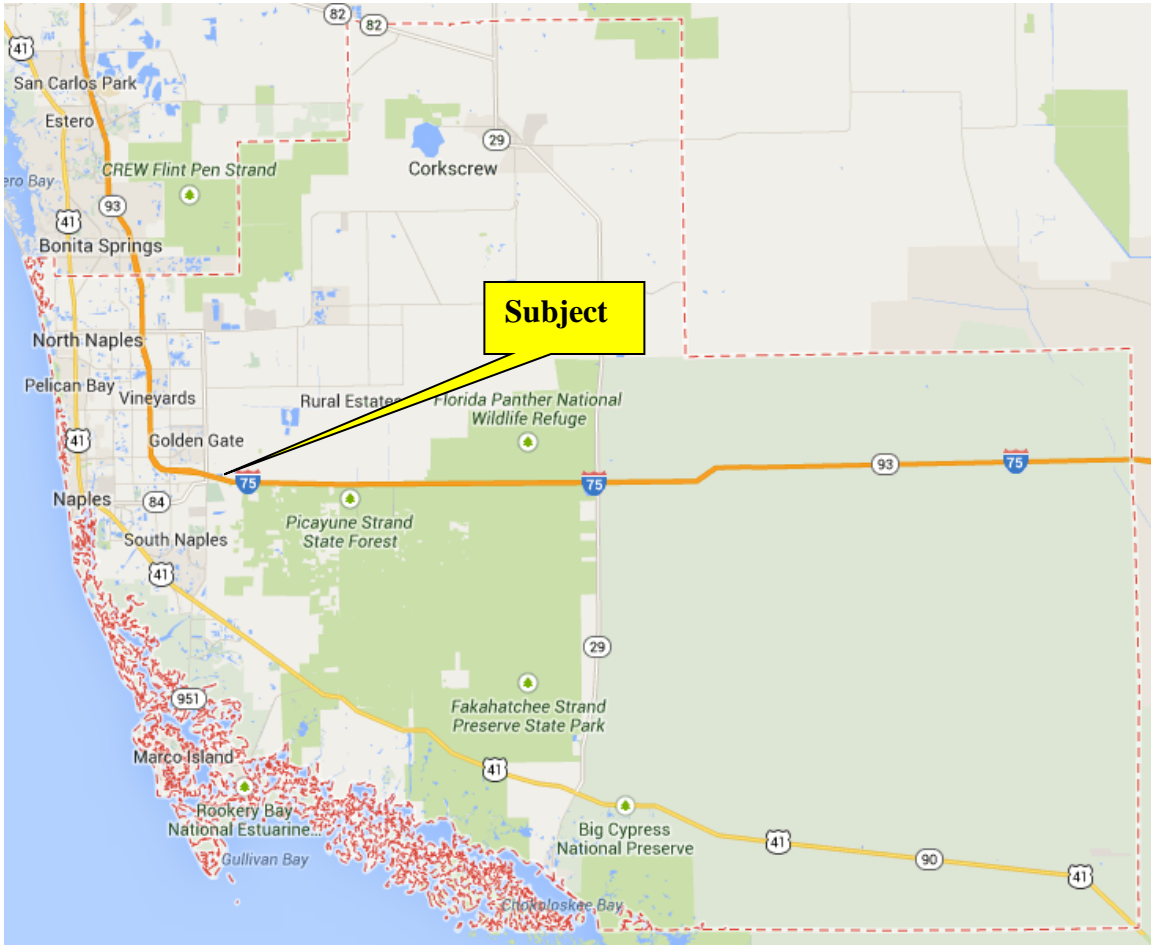 82
82
41
San Carlos Park
Estero
29
Corkscrew
CREW Flint Pen Strand
ero Bay
93
41
Bonita Springs
Subject
North Naples
Pelican Bay
Vineyards
Rural Estates
Florida Panther National
Wildlife Refuge
41
Golden Gate
93
75
75
75
Naples
84
Picayune Strand
State Forest
South Naples
41
29
951
Fakahatchee Strand
Preserve State Park
Marco Island
41
Rookery Bay
National Estuarine...
Big Cypress
National Preserve
41
Gullivan Bay
90
41
Chokoloskee Bay